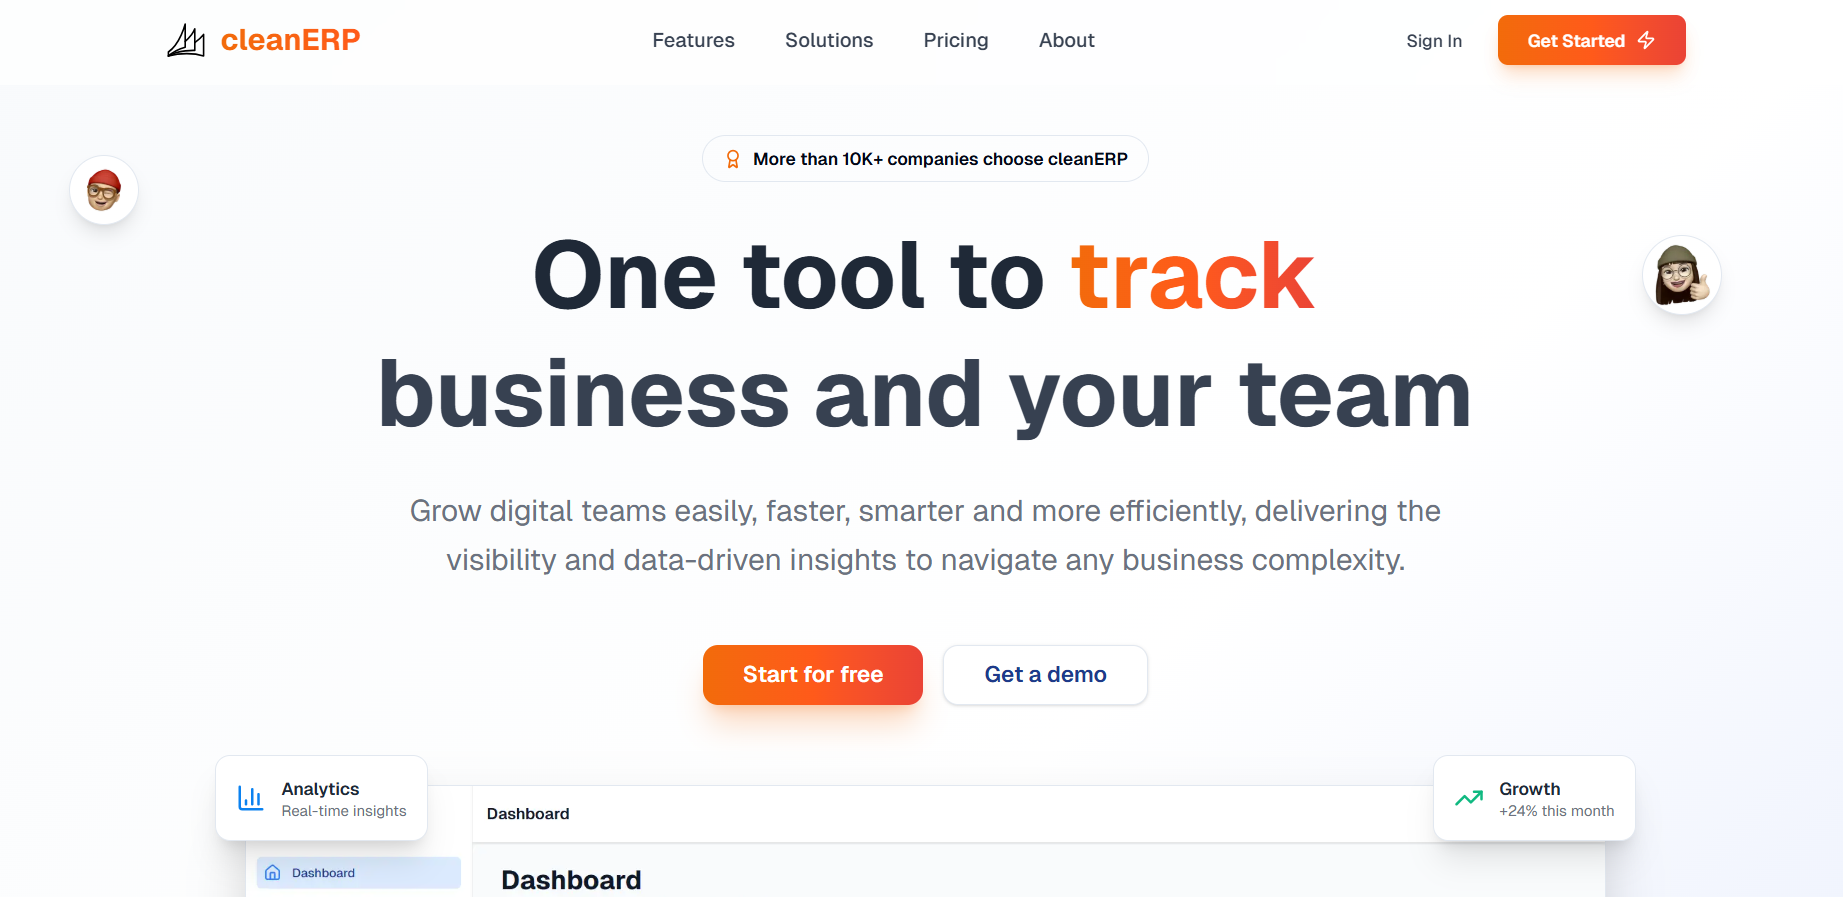 cleanERP
Features
Solutions
Pricing
About
Sign In
Get Started
More than 10K+ companies choose cleanERP
One tool to track
business and your team
Grow digital teams easily, faster, smarter and more efficiently, delivering the
visibility and data-driven insights to navigate any business complexity.
Start for free
Get a demo
Analytics
Real-time insights
Growth
+24% this month
Dashboard
Dashboard
Dashboard